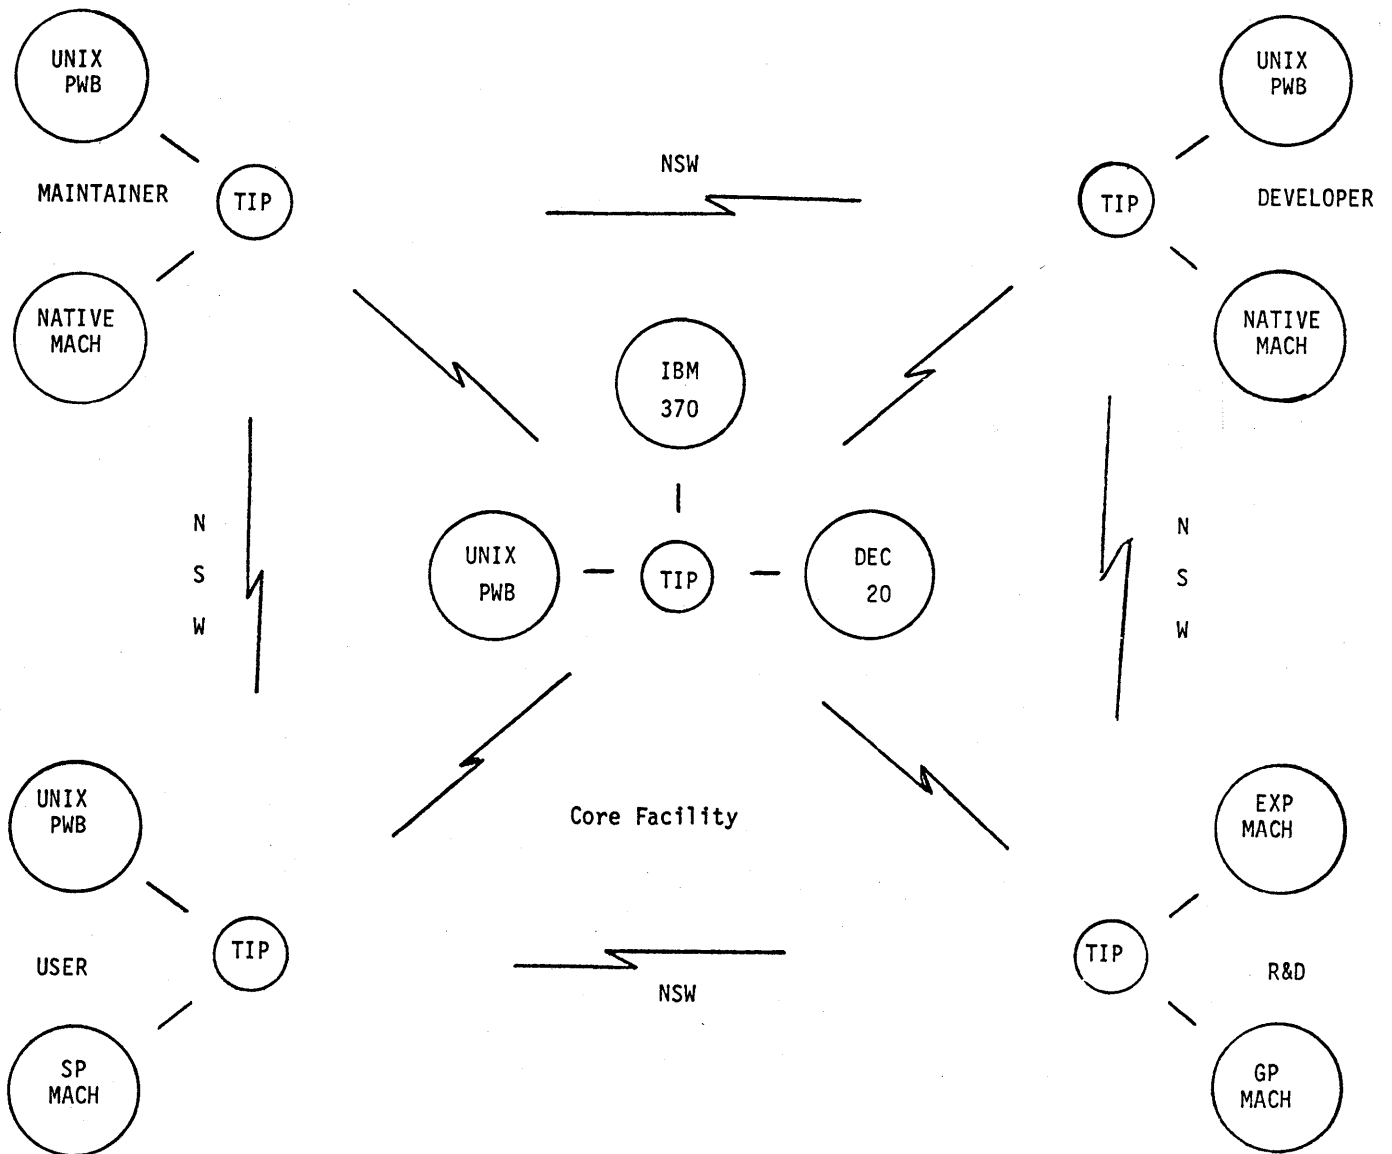 UNIX
PWB
MAINTAINER
TIP
NATIVE
MACH
NSW
UNIX
PWB
TIP
DEVELOPER
NATIVE
MACH
IBM
370
UNIX
PWB
TIP
DEC
20
N
S
W
N
S
W
Core Facility
UNIX
PWB
TIP
USER
SP
MACH
NSW
EXP
MACH
TIP
R&D
GP
MACH